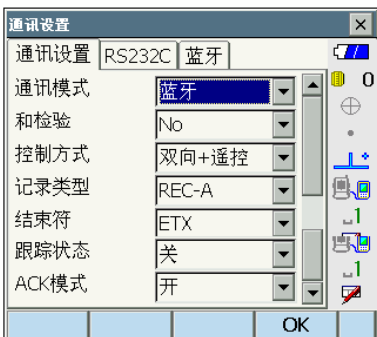 通讯设置
通讯设置 RS232C 蓝牙
通讯模式 蓝牙
和检验 No
控制方式 双向+遥控
记录类型 REC-A
结束符 ETX
跟踪状态 关
ACK模式 开
0
1
1
OK